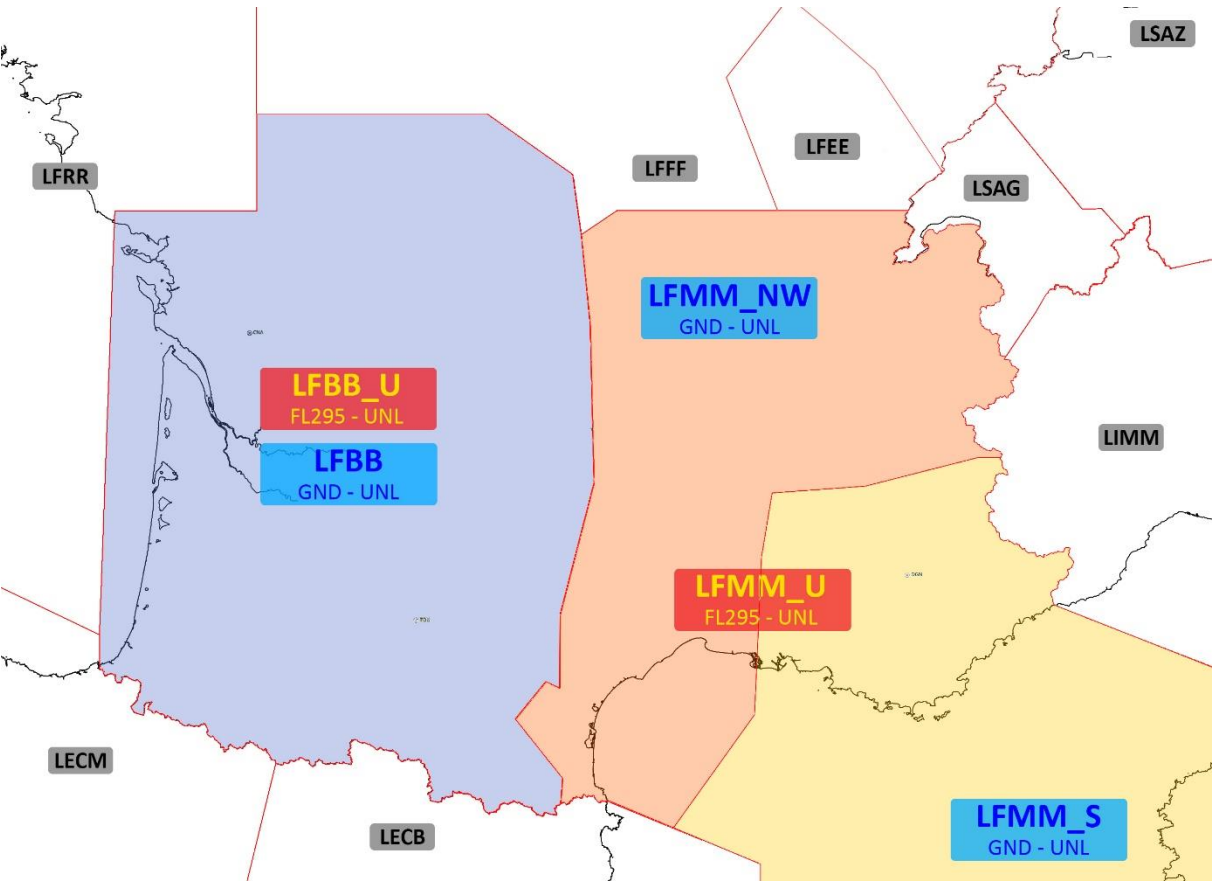 LSAZ
LFEE
LFFF
LFRR
LSAG
LFMM_NW
GND - UNL
CNA
LFBB_U
FL295 - UNL
LIMM
LFBB
GND - UNL
LFMM_U
FL295 - UNL
LECM
LFMM_S
GND - UNL
LECB